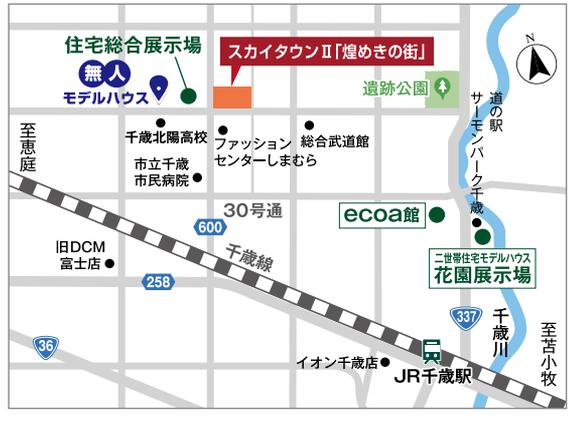 住宅総合展示場
無人
モデルハウス
スカイタウンⅡ「煌めきの街」
遺跡公園
N
道の駅
サーモンパーク千歳
至恵庭
千歳北陽高校
ファッション
センターしまむら
総合武道館
市立千歳
市民病院
30号通
ecoa館
600
千歳線
二世帯住宅モデルハウス
花園展示場
旧DCM
富士店
258
337
千歳川
至苫小牧
36
イオン千歳店
JR千歳駅